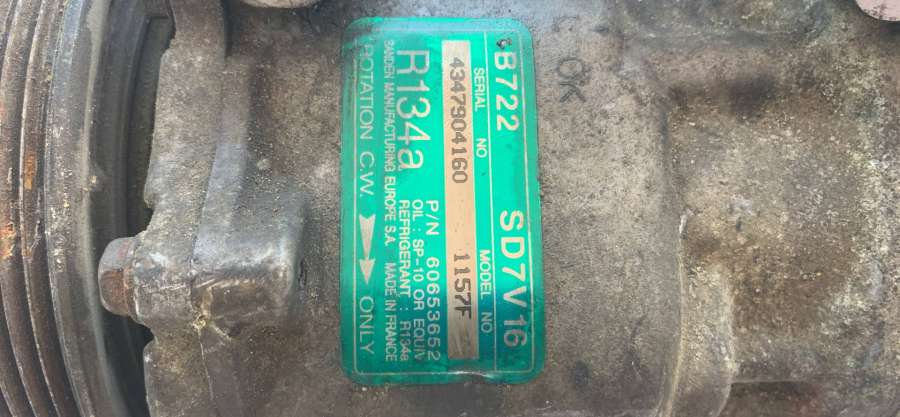 B722 SD7V16
SERIAL NO MODEL NO
4347904160 1157F
R134a P/N 60653652
OIL : SP-10 OR EQUIV
REFRIGERANT : R134a
SANDEN MANUFACTURING EUROPE S.A. MADE IN FRANCE
ROTATION C.W. ONLY
OK